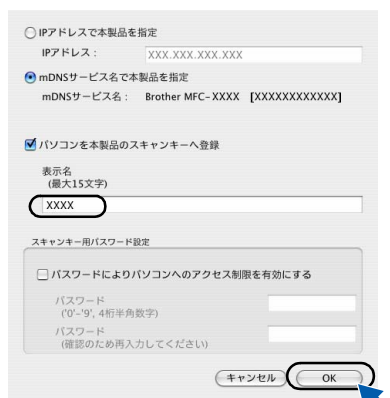 IPアドレスで本製品を指定
IPアドレス： XXX.XXX.XXX.XXX
mDNSサービス名で本製品を指定
mDNSサービス名： Brother MFC-XXXX [XXXXXXXXXXXX]
パソコンを本製品のスキャンキーへ登録
表示名
(最大15文字)
XXXX
スキャンキー用パスワード設定
パスワードによりパソコンへのアクセス制限を有効にする
パスワード
('0'-'9', 4桁半角数字)
パスワード
(確認のため再入力してください)
キャンセル OK